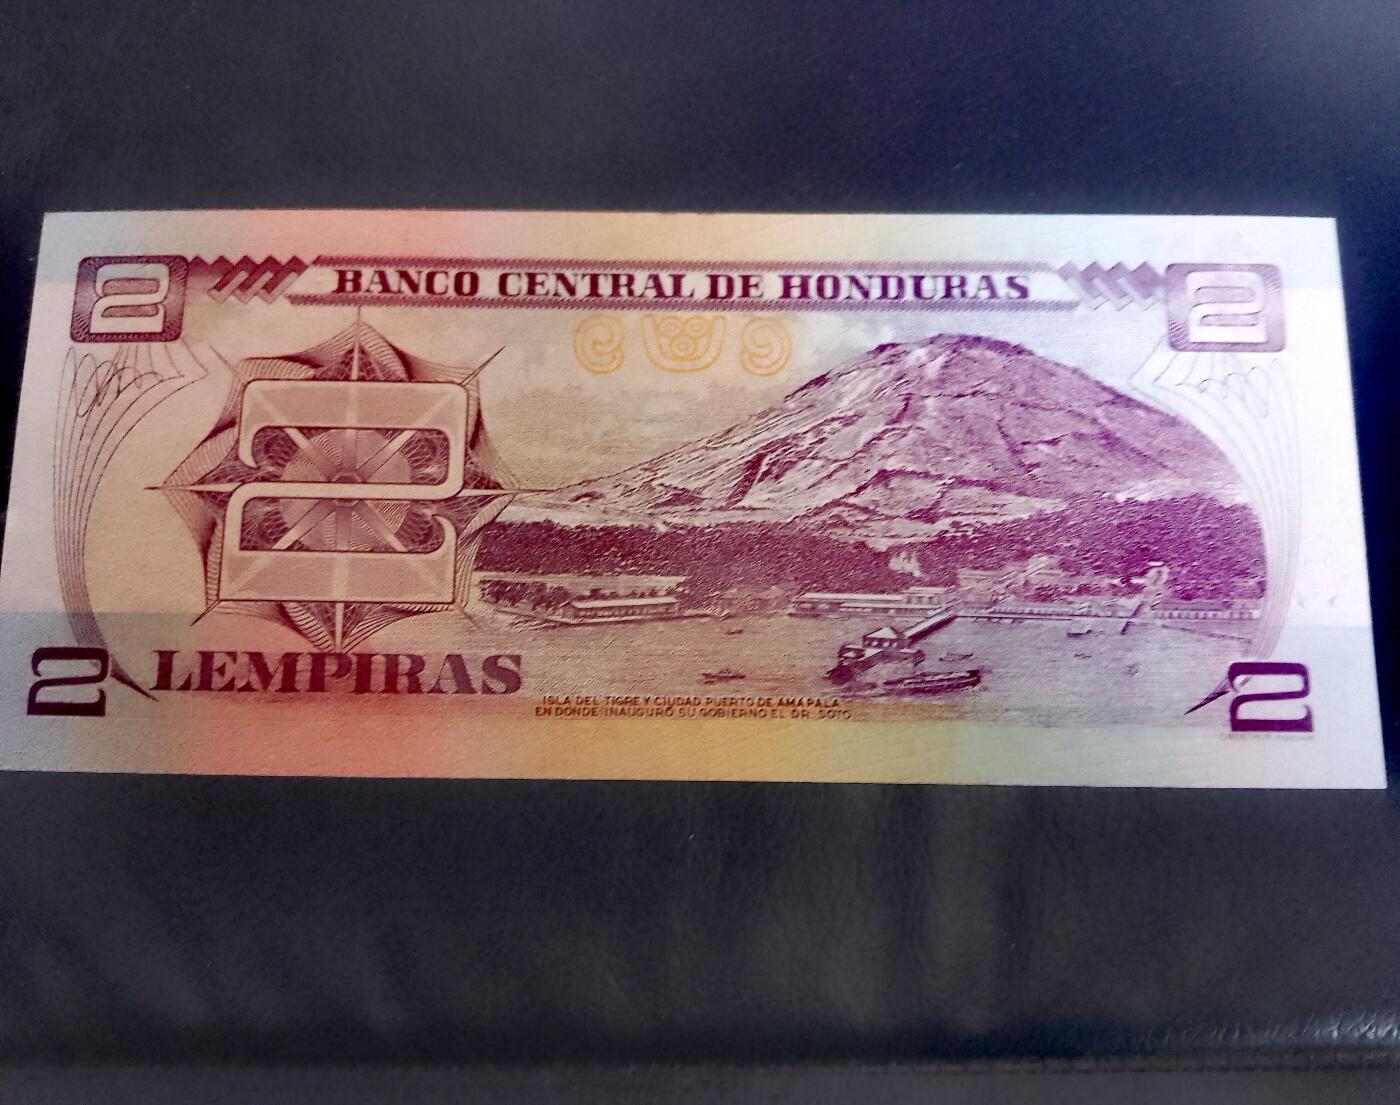 2 BANCO CENTRAL DE HONDURAS 2
2
2 LEMPIRAS 2
ISLA DEL TIGRE Y CIUDAD PUERTO DE AMAPALA
EN DONDE INAUGURÓ SU GOBIERNO EL DR. SOTO